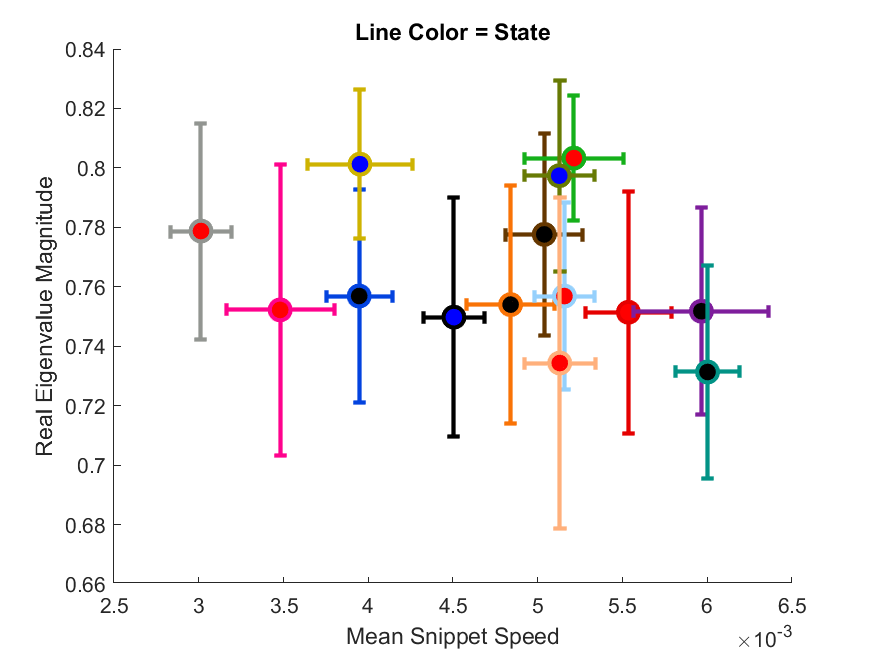 Line Color = State
Real Eigenvalue Magnitude
0.84
0.82
0.8
0.78
0.76
0.74
0.72
0.7
0.68
0.66
2.5 3 3.5 4 4.5 5 5.5 6 6.5
Mean Snippet Speed
×10-3